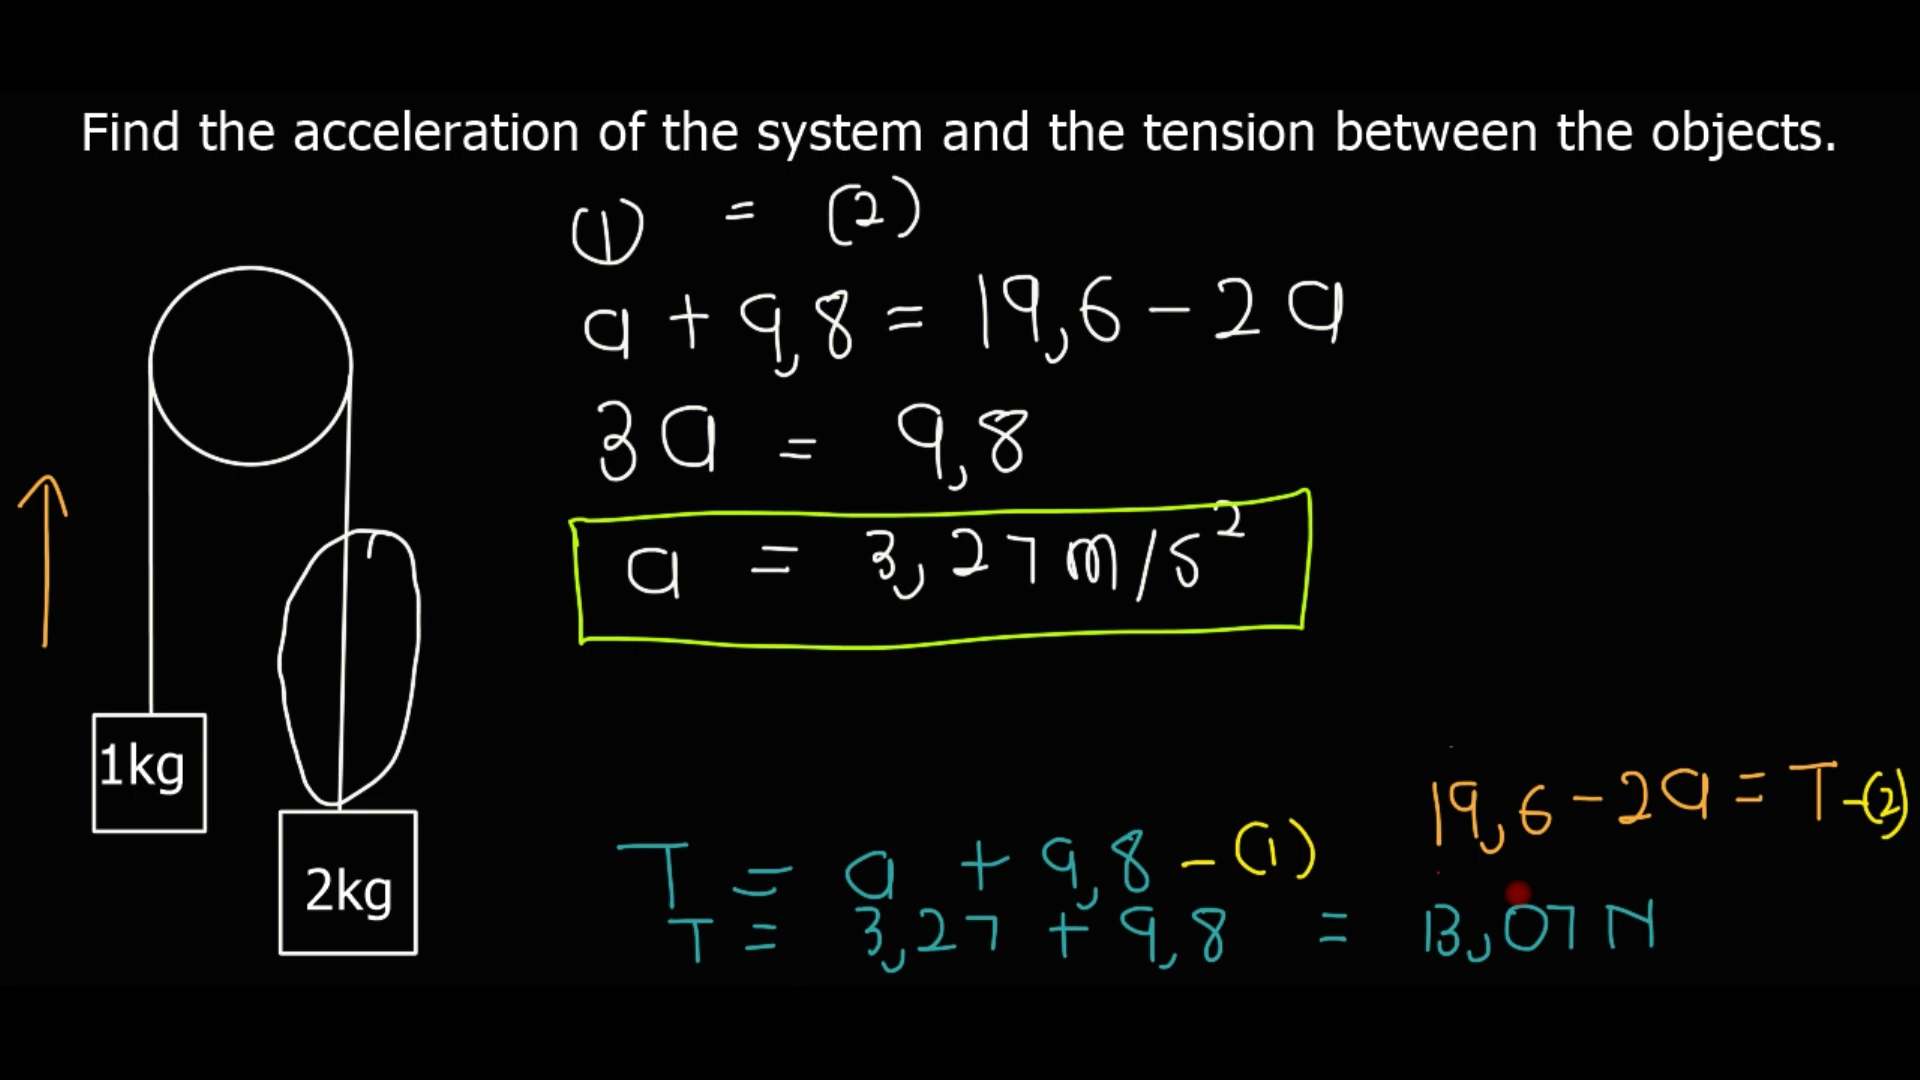 Find the acceleration of the system and the tension between the objects.
(1) = (2)
a + 9,8 = 19,6 - 2a
3a = 9,8
a = 3,27 m/s²
1kg
2kg
19,6 - 2a = T -(2)
T = a + 9,8 - (1)
T = 3,27 + 9,8 = 13,07 N